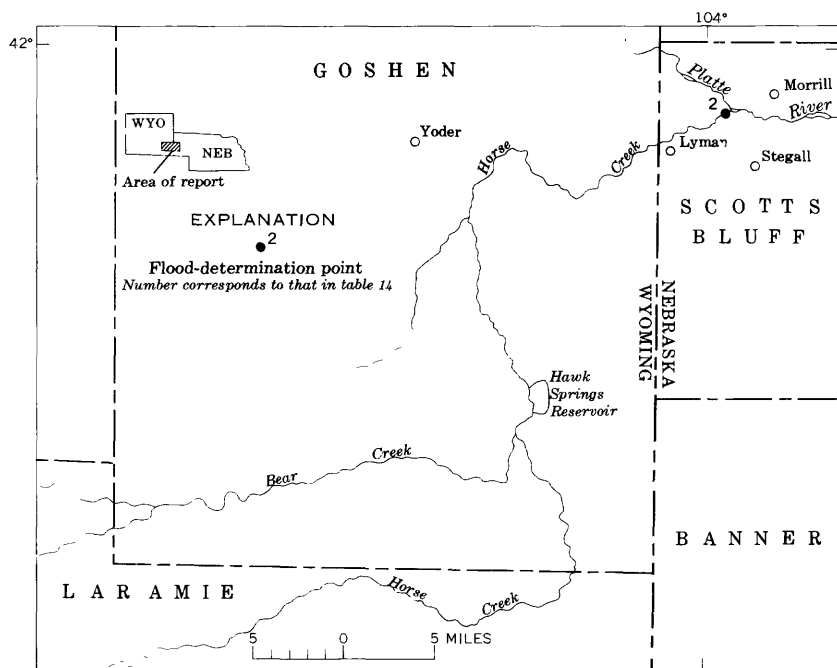 104°
42°
GOSHEN
Platte
Morrill
2
River
WYO
NEB
Yoder
Horse
Creek
Lyman
Stegall
Area of report
SCOTTS
BLUFF
EXPLANATION
2
Flood-determination point
Number corresponds to that in table 14
WYOMING
NEBRASKA
Hawk
Springs
Reservoir
Bear
Creek
BANNER
LARAMIE
Horse
Creek
5 0 5 MILES